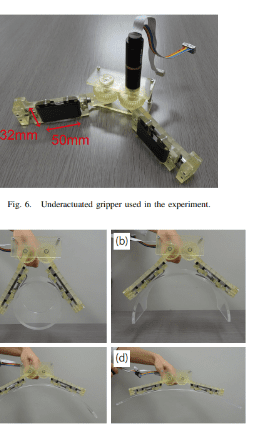 32mm
50mm
Fig. 6. Underactuated gripper used in the experiment.
(b)
(d)